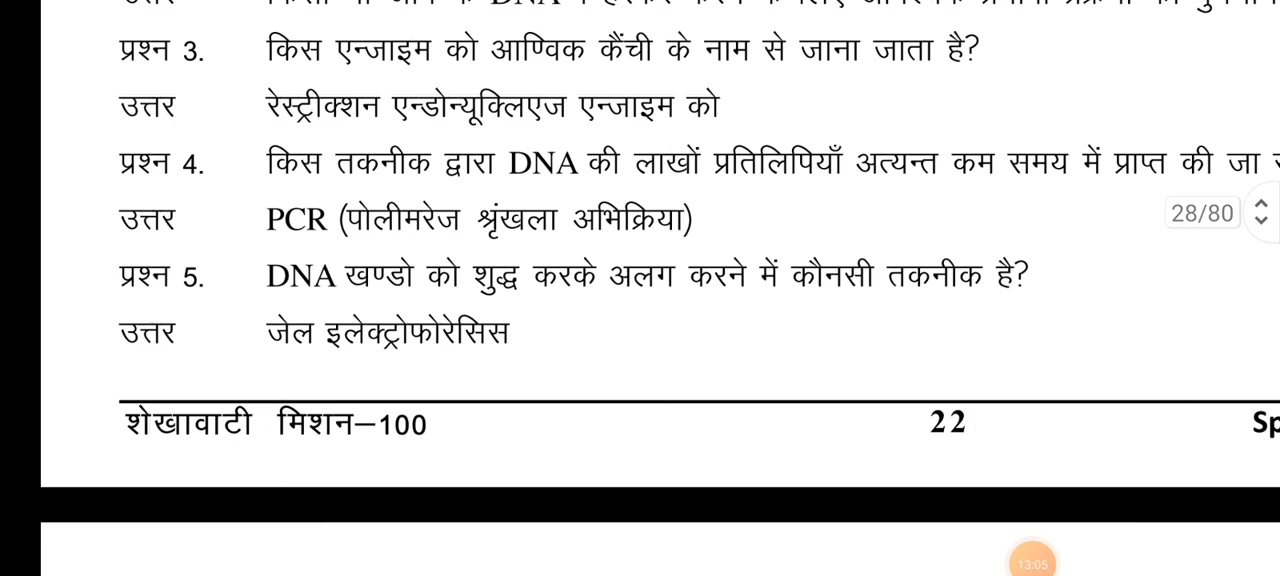 प्रश्न 3. किस एन्जाइम को आण्विक कैंची के नाम से जाना जाता है?
उत्तर रेस्ट्रीक्शन एन्डोन्यूक्लिएज एन्जाइम को
प्रश्न 4. किस तकनीक द्वारा DNA की लाखों प्रतिलिपियाँ अत्यन्त कम समय में प्राप्त की जा
उत्तर PCR (पोलीमरेज श्रृंखला अभिक्रिया)
28/80
प्रश्न 5. DNA खण्डो को शुद्ध करके अलग करने में कौनसी तकनीक है?
उत्तर जेल इलेक्ट्रोफोरेसिस
शेखावाटी मिशन–100 22 Sp
13:05